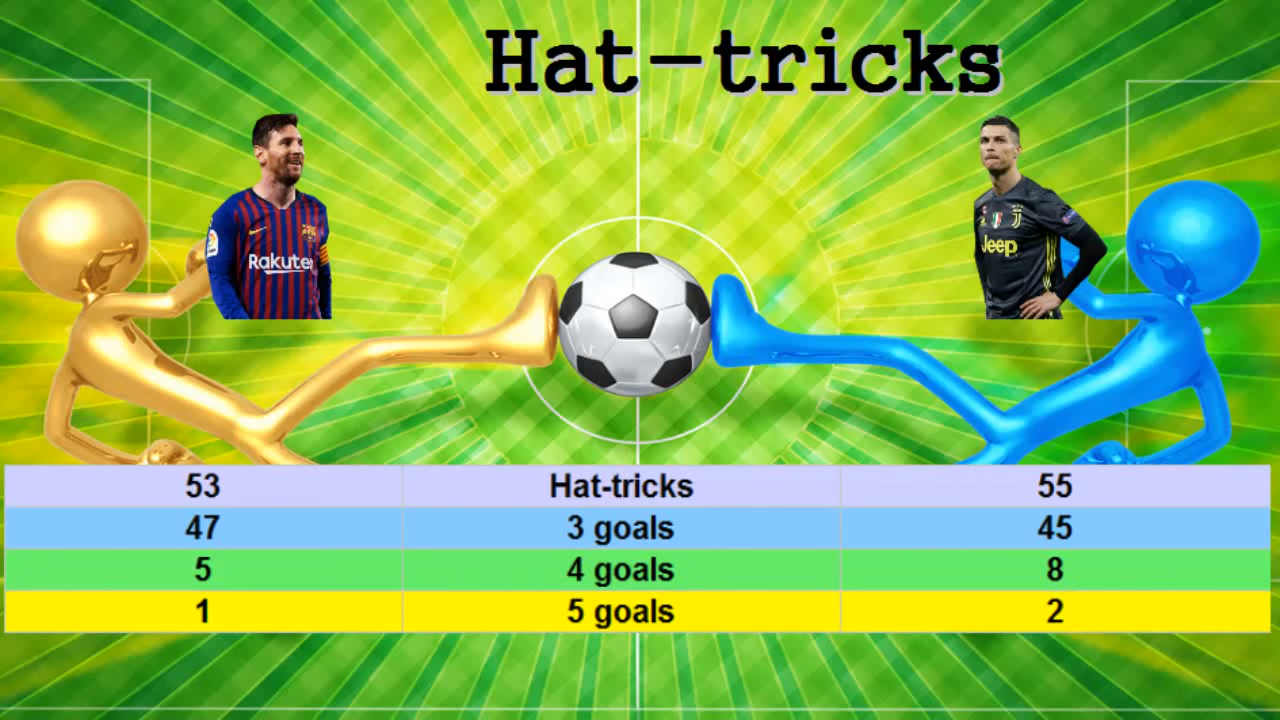 Hat-tricks
Rakuten
Jeep
53 Hat-tricks 55
47 3 goals 45
5 4 goals 8
1 5 goals 2